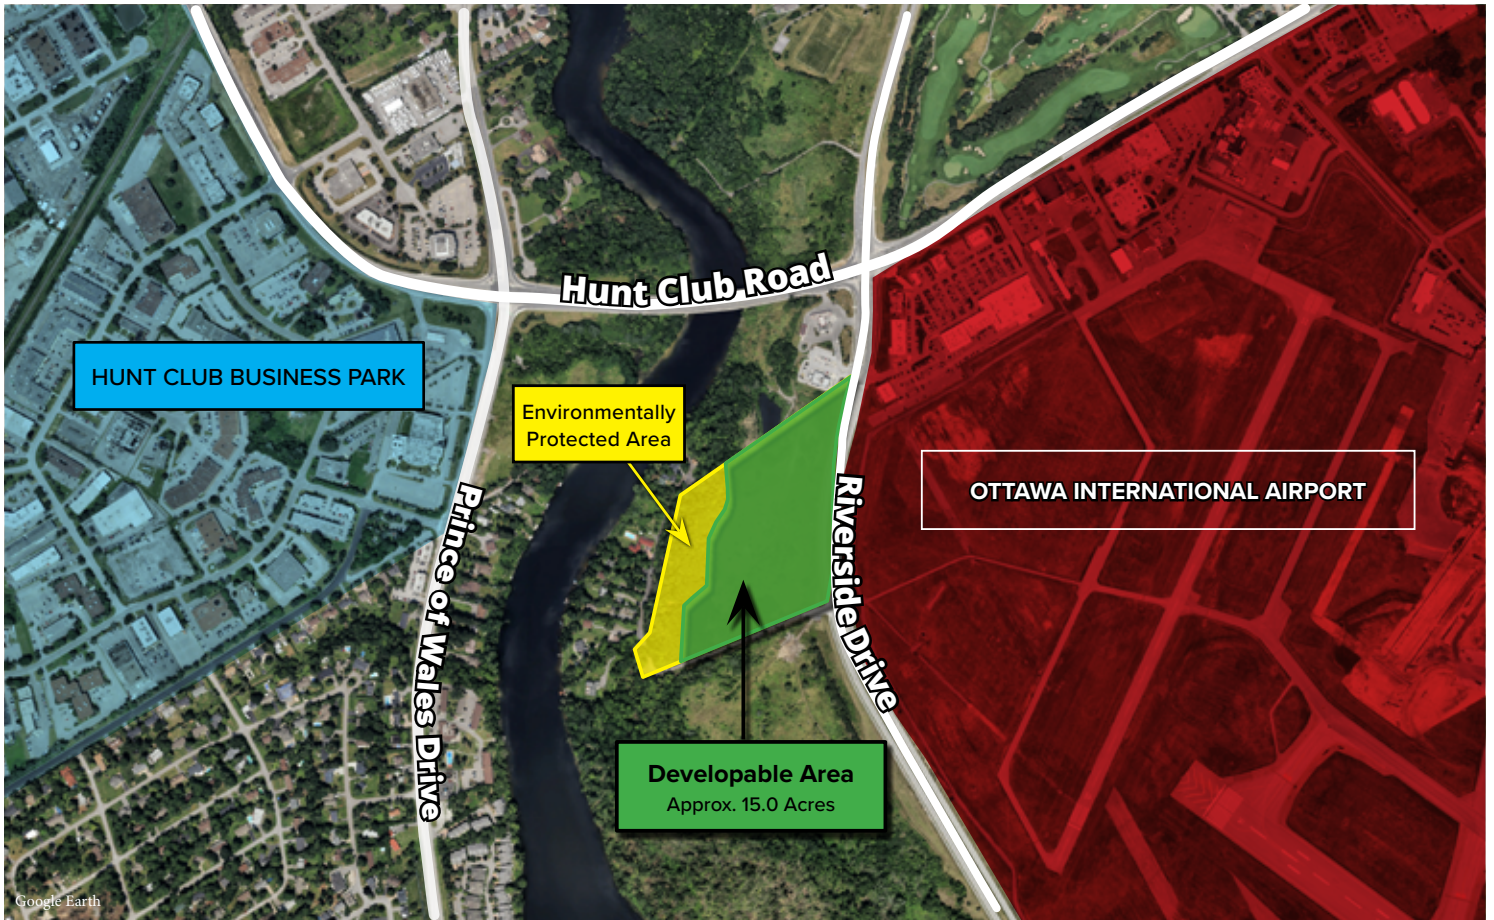 Hunt Club Road
HUNT CLUB BUSINESS PARK
Environmentally
Protected Area
OTTAWA INTERNATIONAL AIRPORT
Prince of Wales Drive
Riverside Drive
Developable Area
Approx. 15.0 Acres
Google Earth